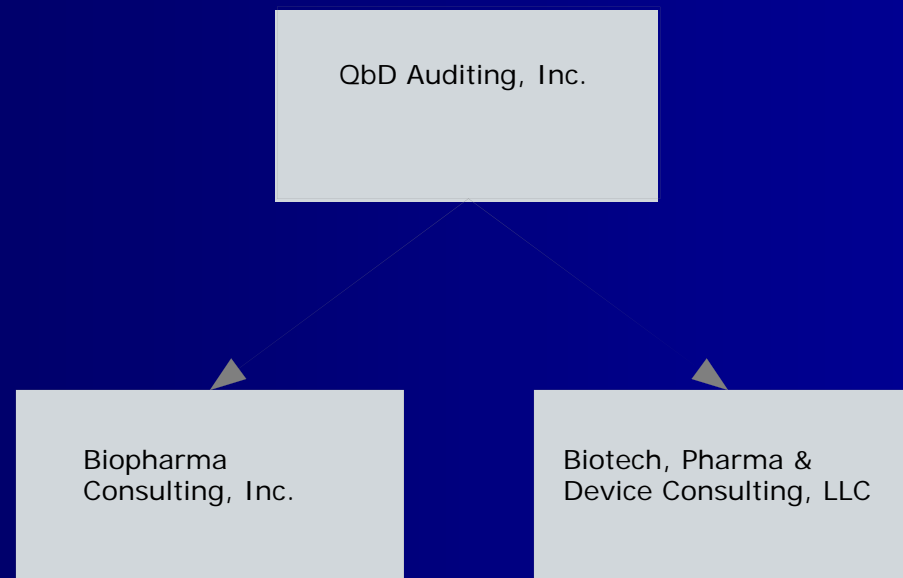 QbD Auditing, Inc.
Biopharma
Consulting, Inc.
Biotech, Pharma &
Device Consulting, LLC